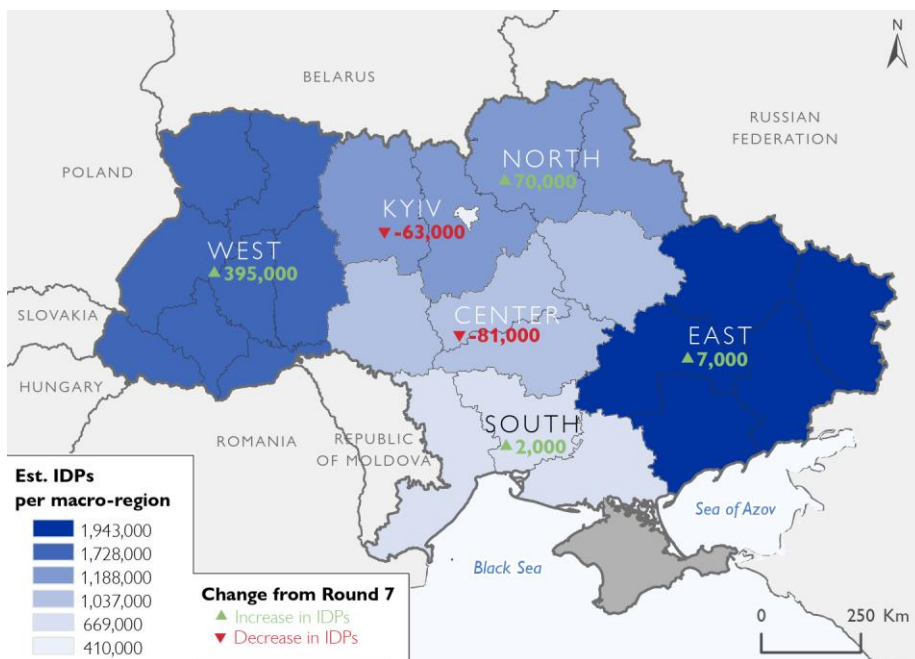 N
BELARUS
RUSSIAN
FEDERATION
NORTH
70,000
POLAND
KYIV
-63,000
WEST
395,000
SLOVAKIA
CENTER
-81,000
EAST
7,000
HUNGARY
SOUTH
2,000
ROMANIA
REPUBLIC
OF MOLDOVA
Est. IDPs
per macro-region
1,943,000
1,728,000
1,188,000
1,037,000
669,000
410,000
Change from Round 7
Increase in IDPs
Decrease in IDPs
Sea of Azov
Black Sea
0 250 Km